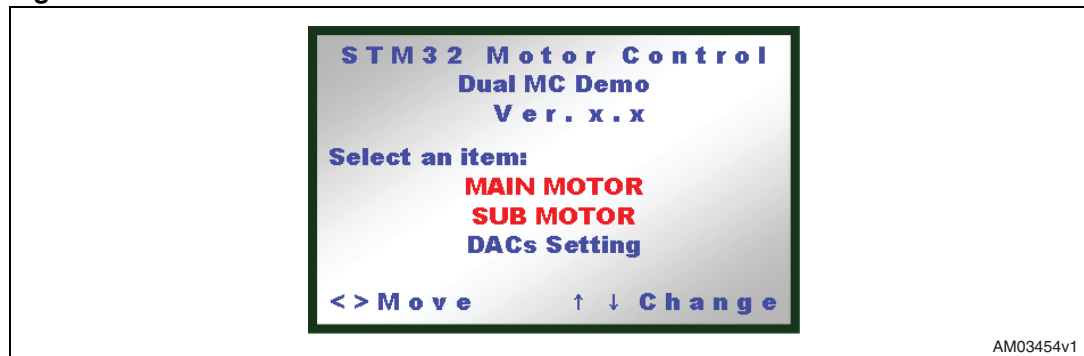 STM32 Motor Control
Dual MC Demo
Ver. x.x
Select an item:
MAIN MOTOR
SUB MOTOR
DACs Setting
<>Move ↑ ↓ Change
AM03454v1